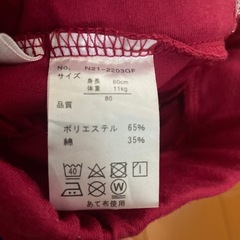 No. N21-2203GF
サイズ
身長 80cm
体重 11kg
80
品質
ポリエステル 65%
綿 35%
40
W
あて布使用